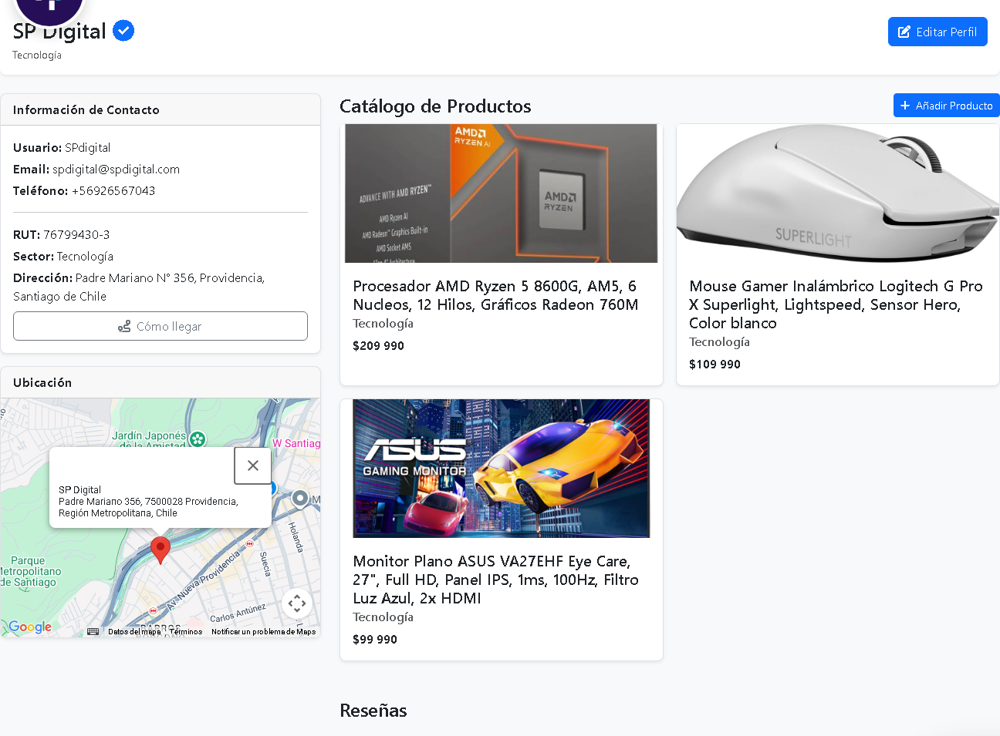 SP Digital
Tecnología
Editar Perfil
Información de Contacto
Usuario: SPdigital
Email: spdigital@spdigital.com
Teléfono: +56926567043
RUT: 76799430-3
Sector: Tecnología
Dirección: Padre Mariano N° 356, Providencia,
Santiago de Chile
Cómo llegar
Ubicación
Jardín Japonés
de la Amistad
W Santiag
SP Digital
Padre Mariano 356, 7500028 Providencia,
Región Metropolitana, Chile
M
Holanda
Suecia
Parque
Metropolitano
de Santiago
Av. Nueva Providencia
Carlos Antúnez
Google
Datos del mapa
Términos
Notificar un problema de Maps
Catálogo de Productos
Añadir Producto
AMD
RYZEN AI
ADVANCE WITH AMD RYZEN™
AMD Ryzen AI
AMD Radeon™ Graphics Built-in
AMD Socket AM5
AMD
RYZEN
Procesador AMD Ryzen 5 8600G, AM5, 6
Nucleos, 12 Hilos, Gráficos Radeon 760M
Tecnología
$209 990
SUPERLIGHT
Mouse Gamer Inalámbrico Logitech G Pro
X Superlight, Lightspeed, Sensor Hero,
Color blanco
Tecnología
$109 990
ASUS
GAMING MONITOR
Monitor Plano ASUS VA27EHF Eye Care,
27", Full HD, Panel IPS, 1ms, 100Hz, Filtro
Luz Azul, 2x HDMI
Tecnología
$99 990
Reseñas